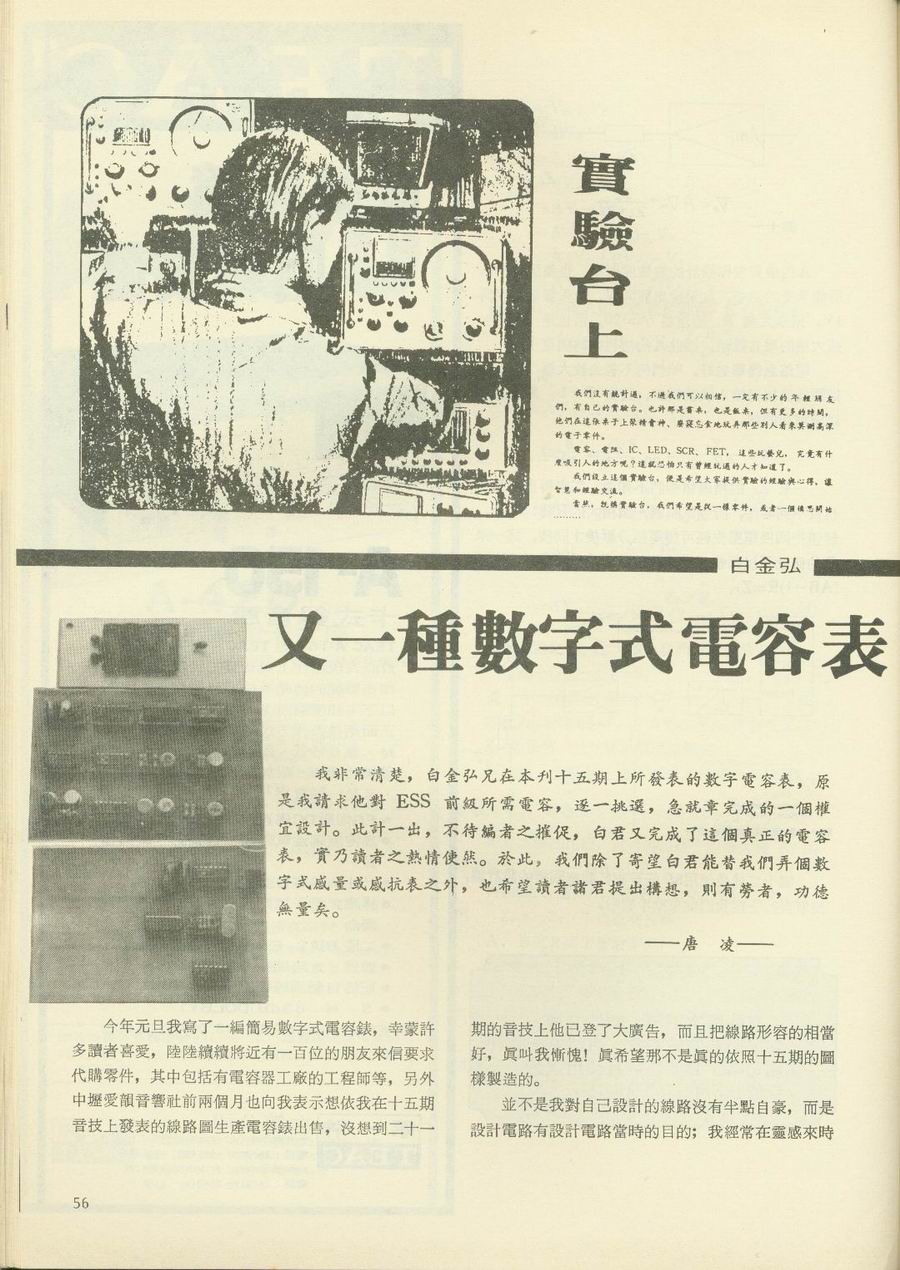 實驗台上
我們沒有統計過，不過我們可以相信，一定有不少的年輕朋友
們，有自己的實驗台。也許那是書桌，也是飯桌，但有更多的時間，
他們在這張桌子上聚精會神、廢寢忘食地玩弄那些別人看來莫測高深
的電子零件。
電容、電阻、IC、LED、SCR、FET，這些玩藝兒，究竟有什
麼吸引人的地方呢？這就恐怕只有曾經玩過的人才知道了。
我們設立這個實驗台，便是希望大家提供實驗的經驗與心得，讓
智慧和經驗交流。
當然，說橫實驗台，我們希望是從一樣零件，或者一個構思開始
………
白金弘
又一種數字式電容表
我非常清楚，白金弘兄在本刊十五期上所發表的數字電容表，原
是我請求他對 ESS 前級所需電容，逐一挑選，急就章完成的一個權
宜設計。此計一出，不待編者之摧促，白君又完成了這個真正的電容
表，實乃讀者之熱情使然。於此，我們除了寄望白君能替我們弄個數
字式感量或感抗表之外，也希望讀者諸君提出構想，則有勞者，功德
無量矣。
——唐　凌——
今年元旦我寫了一編簡易數字式電容錶，幸蒙許
多讀者喜愛，陸陸續續將近有一百位的朋友來信要求
代購零件，其中包括有電容器工廠的工程師等，另外
中壢愛韻音響社前兩個月也向我表示想依我在十五期
音技上發表的線路圖生產電容錶出售，沒想到二十一
期的音技上他已登了大廣告，而且把線路形容的相當
好，眞叫我慚愧！眞希望那不是眞的依照十五期的圖
樣製造的。
並不是我對自己設計的線路沒有半點自豪，而是
設計電路有設計電路當時的目的；我經常在靈感來時
56